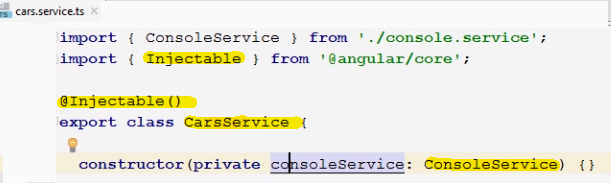 cars.service.ts
import { ConsoleService } from './console.service';
import { Injectable } from '@angular/core';
@Injectable()
export class CarsService {
constructor(private consoleService: ConsoleService) {}